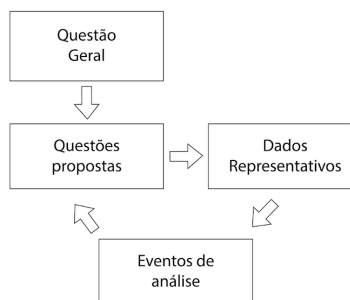 Questão
Geral
Questões
propostas
Dados
Representativos
Eventos de
análise